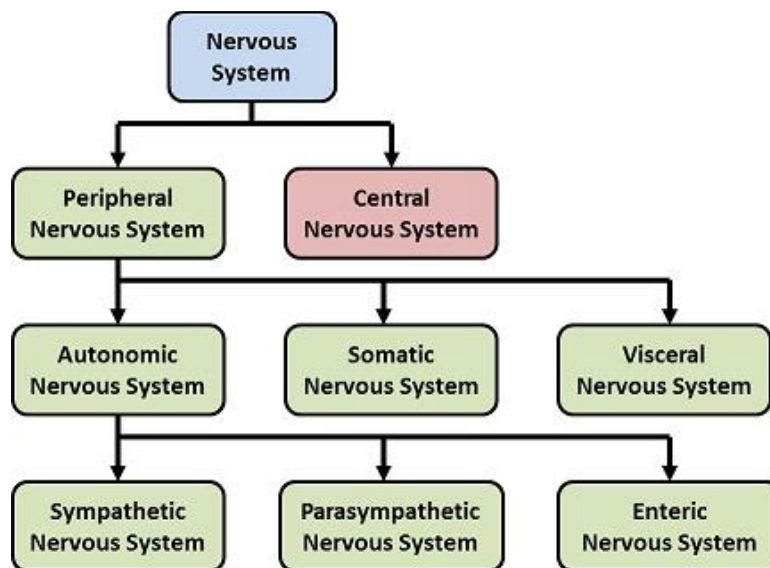 Nervous
System
Peripheral
Nervous System
Central
Nervous System
Autonomic
Nervous System
Somatic
Nervous System
Visceral
Nervous System
Sympathetic
Nervous System
Parasympathetic
Nervous System
Enteric
Nervous System